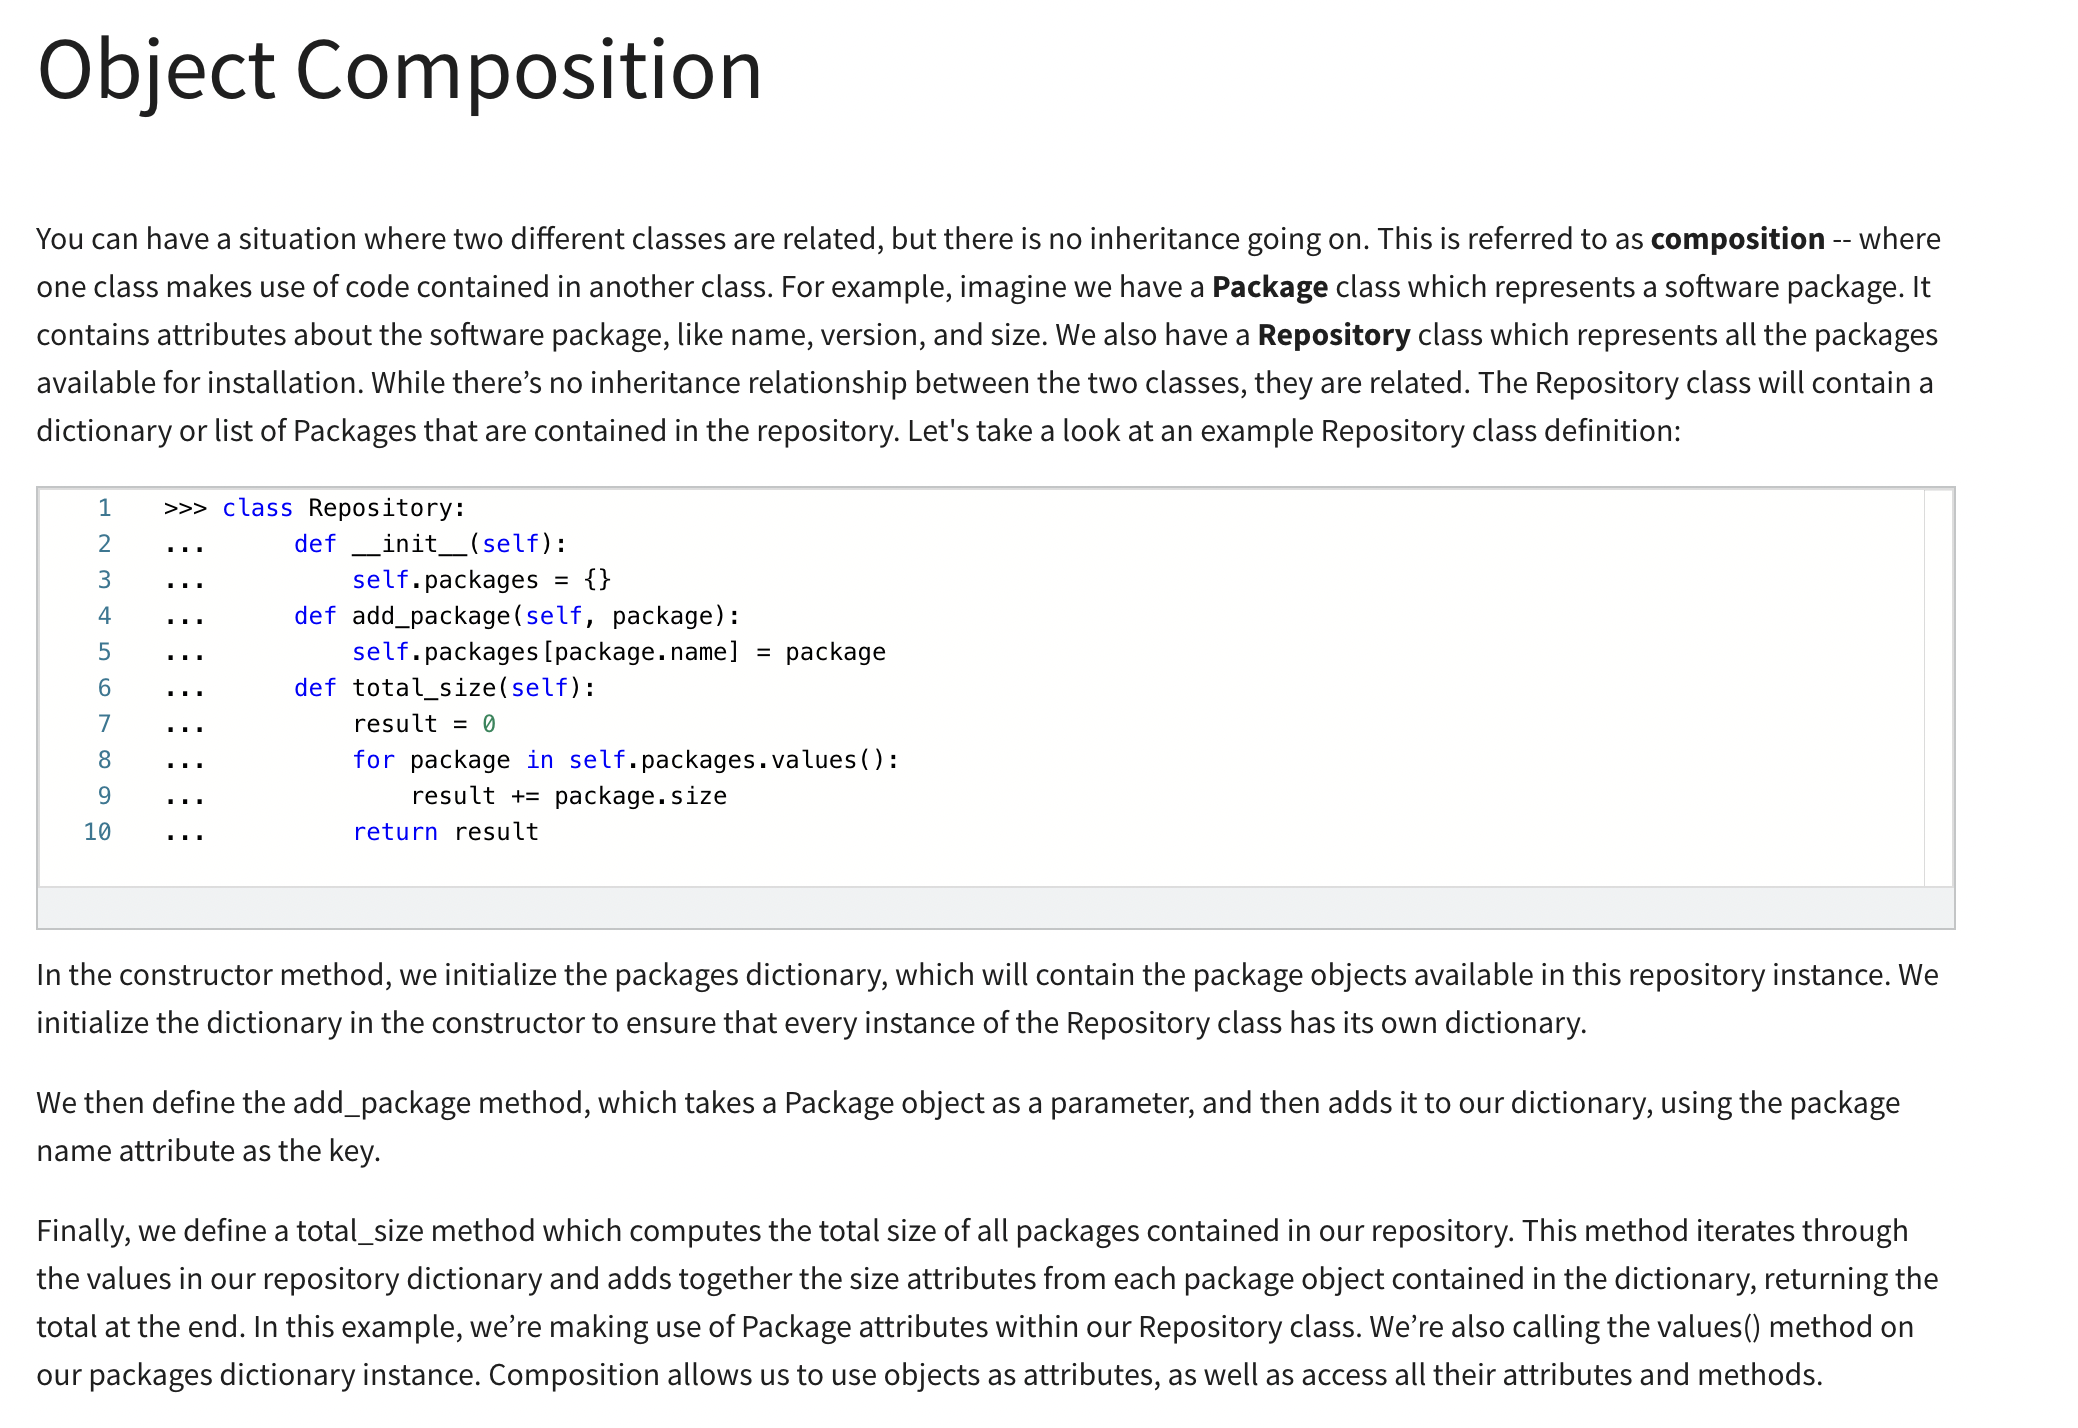 Object Composition
You can have a situation where two different classes are related, but there is no inheritance going on. This is referred to as composition -- where
one class makes use of code contained in another class. For example, imagine we have a Package class which represents a software package. It
contains attributes about the software package, like name, version, and size. We also have a Repository class which represents all the packages
available for installation. While there’s no inheritance relationship between the two classes, they are related. The Repository class will contain a
dictionary or list of Packages that are contained in the repository. Let's take a look at an example Repository class definition:
1 >>> class Repository:
2 ...      def __init__(self):
3 ...          self.packages = {}
4 ...      def add_package(self, package):
5 ...          self.packages[package.name] = package
6 ...      def total_size(self):
7 ...          result = 0
8 ...          for package in self.packages.values():
9 ...              result += package.size
10 ...          return result
In the constructor method, we initialize the packages dictionary, which will contain the package objects available in this repository instance. We
initialize the dictionary in the constructor to ensure that every instance of the Repository class has its own dictionary.
We then define the add_package method, which takes a Package object as a parameter, and then adds it to our dictionary, using the package
name attribute as the key.
Finally, we define a total_size method which computes the total size of all packages contained in our repository. This method iterates through
the values in our repository dictionary and adds together the size attributes from each package object contained in the dictionary, returning the
total at the end. In this example, we’re making use of Package attributes within our Repository class. We’re also calling the values() method on
our packages dictionary instance. Composition allows us to use objects as attributes, as well as access all their attributes and methods.